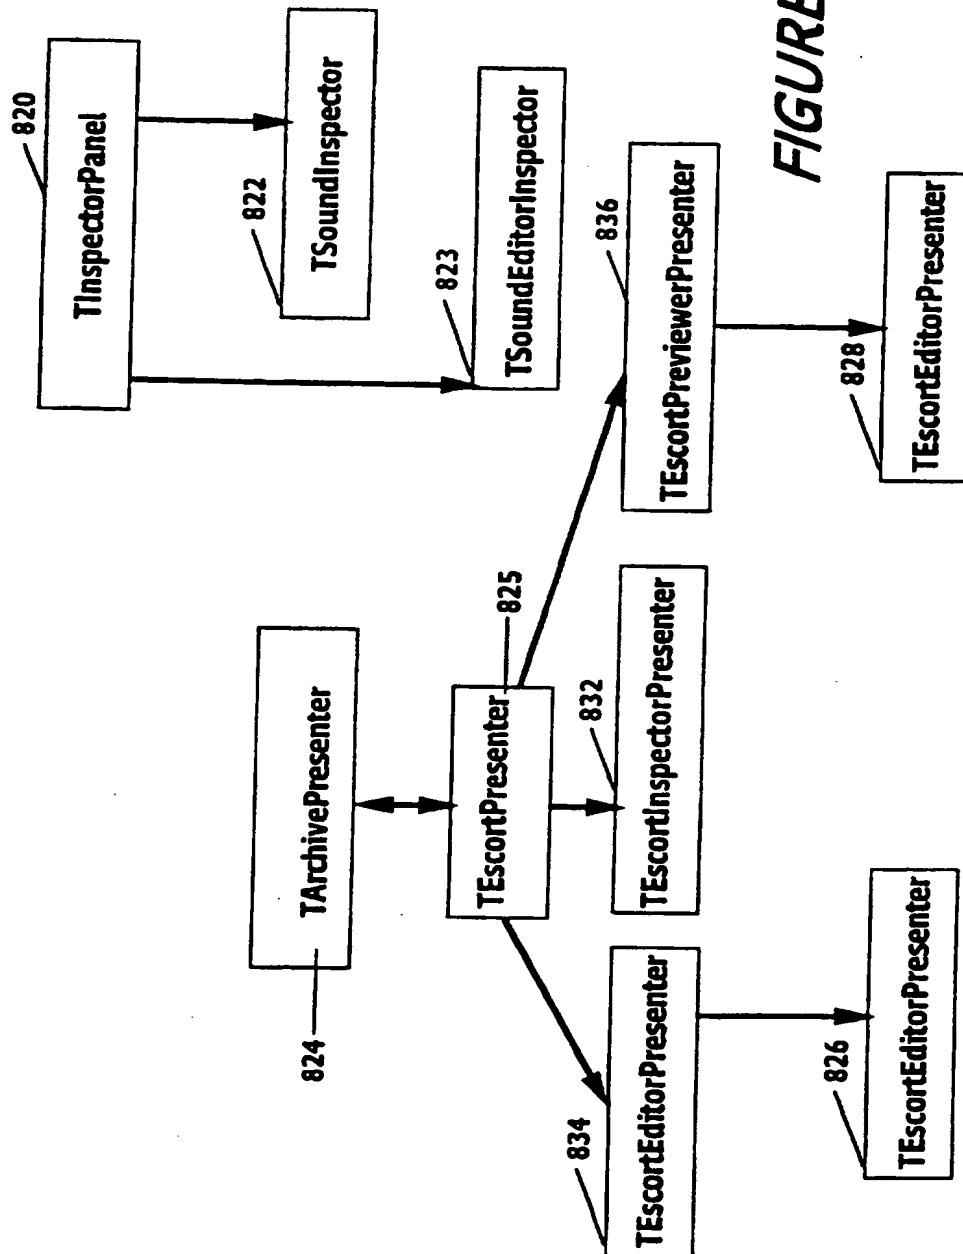 820
TInspectorPanel
822
TSoundInspector
823
TSoundEditorInspector
824
TArchivePresenter
825
TEscortPresenter
836
TEscortPreviewerPresenter
832
TEscortInspectorPresenter
834
TEscortEditorPresenter
828
TEscortEditorPresenter
826
TEscortEditorPresenter
FIGURE